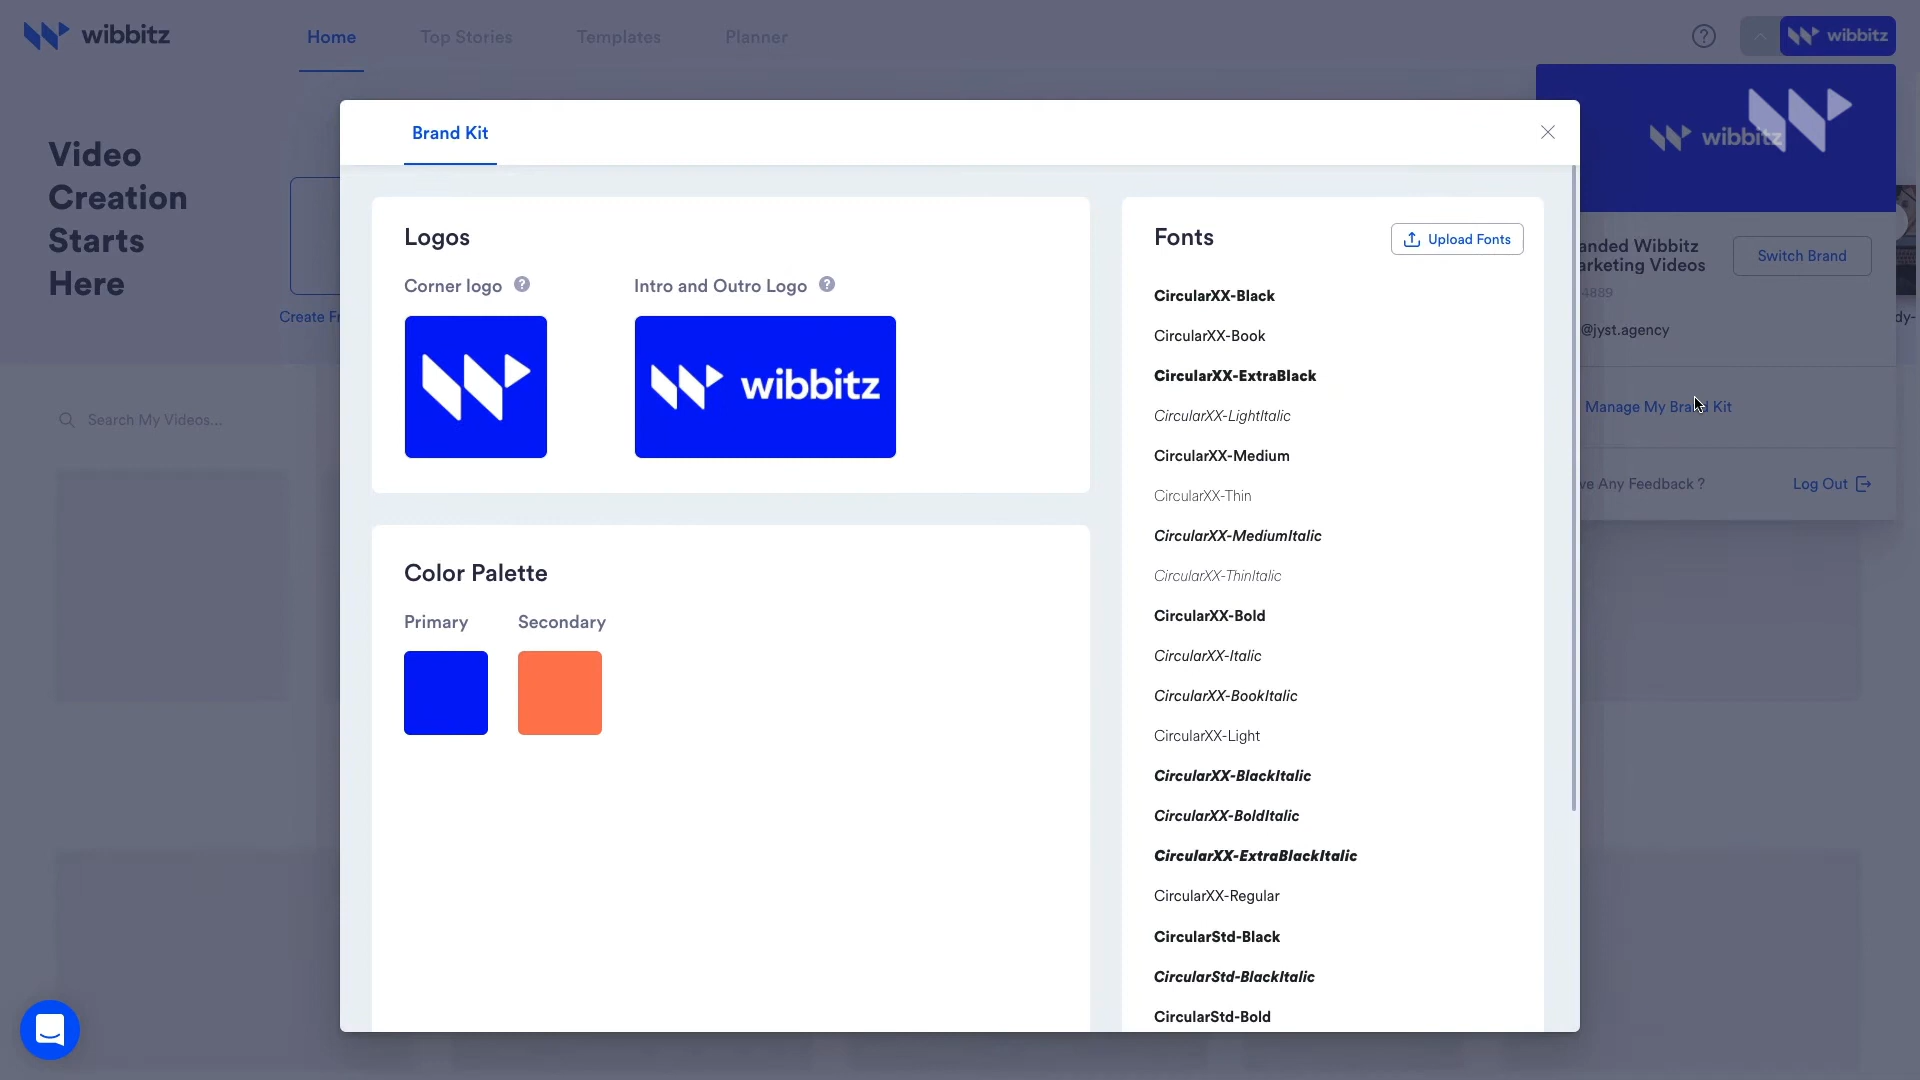 wibbitz
Home
Top Stories
Templates
Planner
?
wibbitz
Video
Creation
Starts
Here
Create Fr
Search My Videos...
Brand Kit
Logos
Corner logo ?
Intro and Outro Logo ?
wibbitz
Color Palette
Primary
Secondary
Fonts
Upload Fonts
CircularXX-Black
CircularXX-Book
CircularXX-ExtraBlack
CircularXX-LightItalic
CircularXX-Medium
CircularXX-Thin
CircularXX-MediumItalic
CircularXX-ThinItalic
CircularXX-Bold
CircularXX-Italic
CircularXX-BookItalic
CircularXX-Light
CircularXX-BlackItalic
CircularXX-BoldItalic
CircularXX-ExtraBlackItalic
CircularXX-Regular
CircularStd-Black
CircularStd-BlackItalic
CircularStd-Bold
wibbitz
anded Wibbitz
arketing Videos
Switch Brand
4889
@jyst.agency
dy-
Manage My Brand Kit
ve Any Feedback ?
Log Out